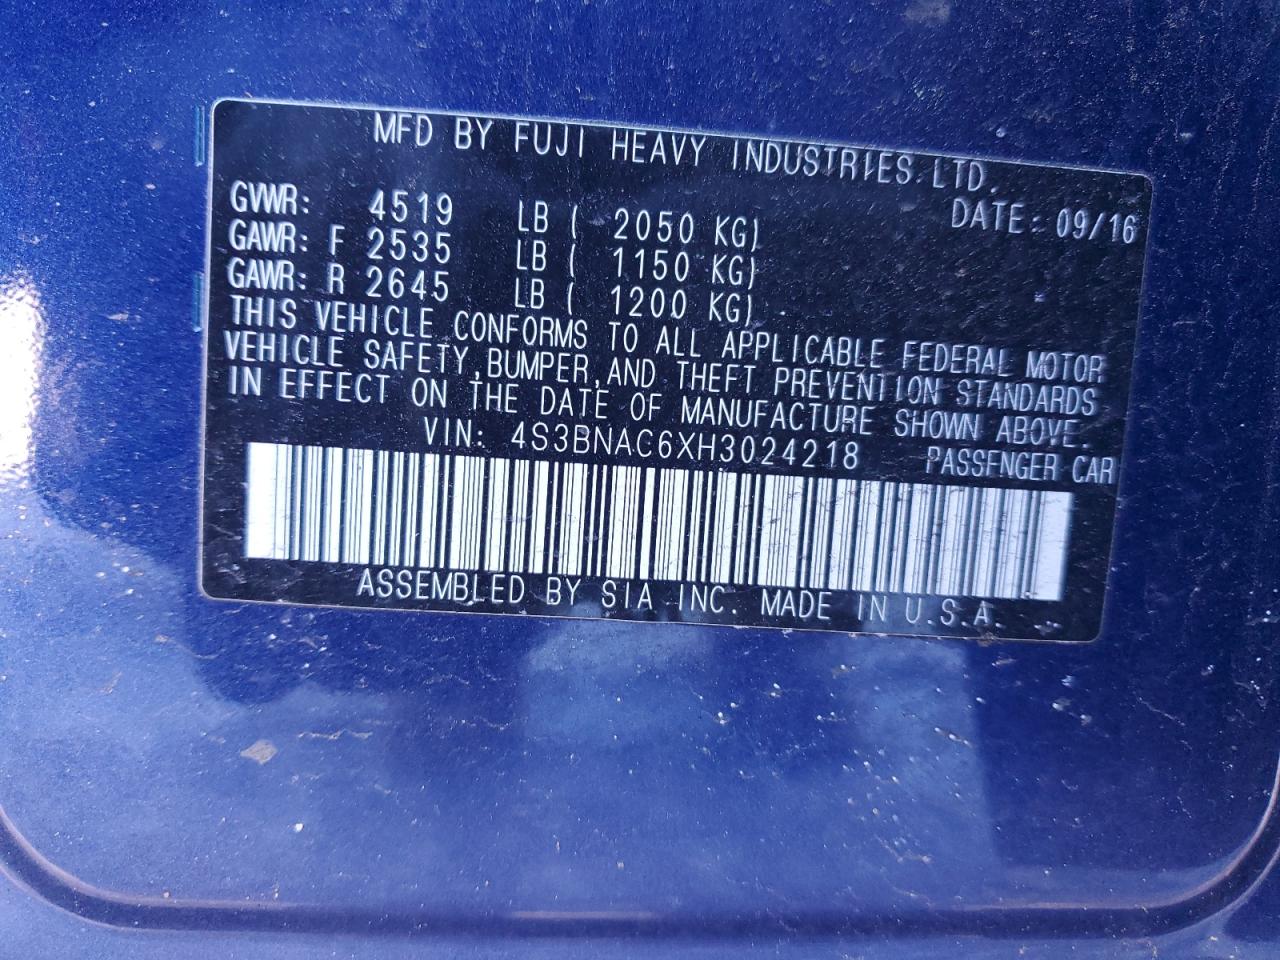 MFD BY FUJI HEAVY INDUSTRIES.LTD.
GVWR: 4519 LB ( 2050 KG) DATE: 09/16
GAWR: F 2535 LB ( 1150 KG)
GAWR: R 2645 LB ( 1200 KG)
THIS VEHICLE CONFORMS TO ALL APPLICABLE FEDERAL MOTOR
VEHICLE SAFETY,BUMPER,AND THEFT PREVENTION STANDARDS
IN EFFECT ON THE DATE OF MANUFACTURE SHOWN ABOVE.
VIN: 4S3BNAC6XH3024218 PASSENGER CAR
ASSEMBLED BY SIA INC. MADE IN U.S.A.